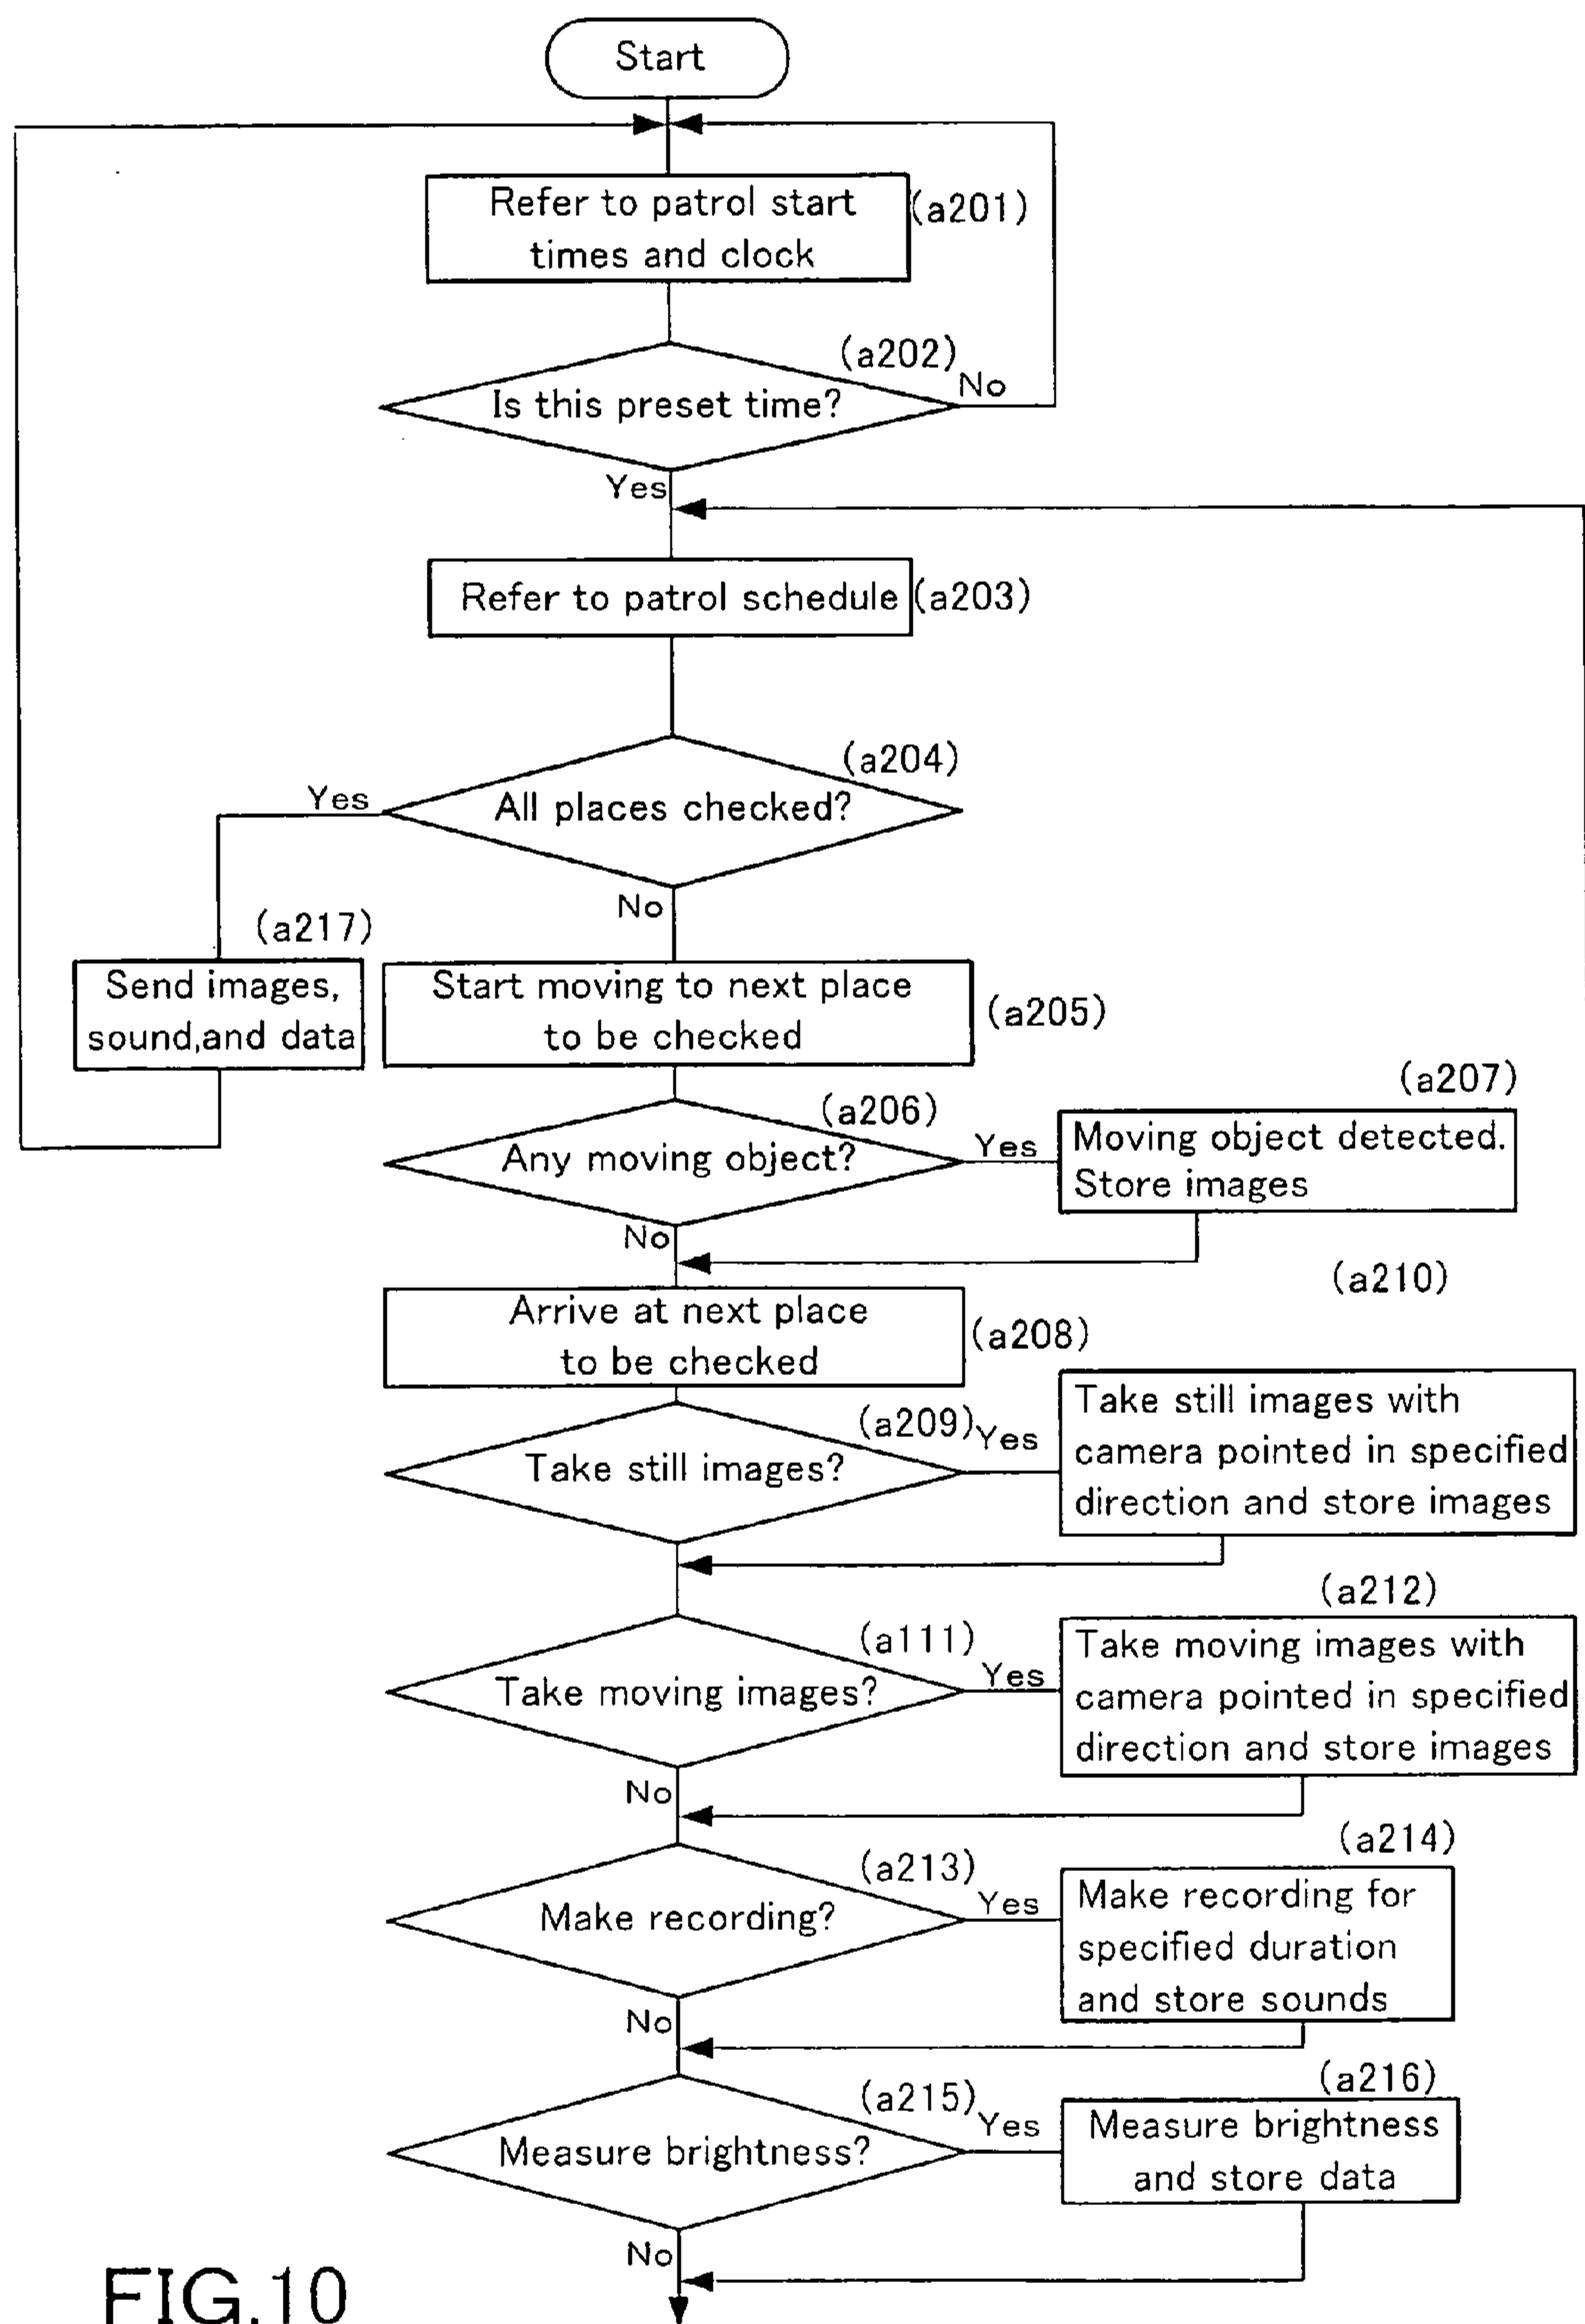 Start
Refer to patrol start
times and clock
(a201)
(a202)
Is this preset time?
No
Yes
Refer to patrol schedule
(a203)
(a204)
All places checked?
Yes
No
(a217)
Send images,
sound,and data
Start moving to next place
to be checked
(a205)
(a206)
Any moving object?
Yes
No
(a207)
Moving object detected.
Store images
Arrive at next place
to be checked
(a208)
(a209)
Take still images?
Yes
(a210)
Take still images with
camera pointed in specified
direction and store images
(a111)
Take moving images?
Yes
No
(a212)
Take moving images with
camera pointed in specified
direction and store images
(a213)
Make recording?
Yes
No
(a214)
Make recording for
specified duration
and store sounds
(a215)
Measure brightness?
Yes
No
(a216)
Measure brightness
and store data
FIG.10